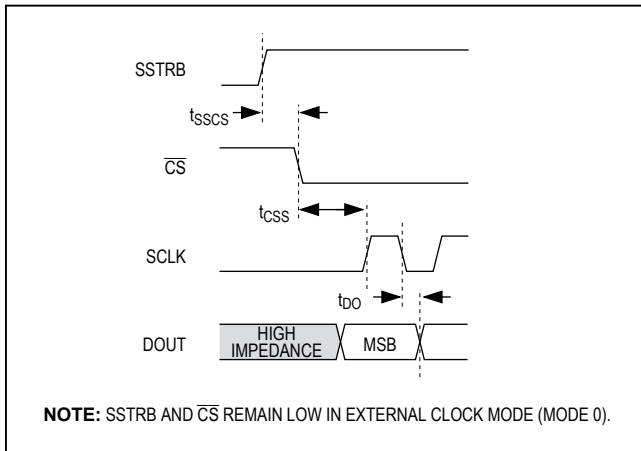 SSTRB
tSSCS
CS
tCSS
SCLK
tDO
DOUT
HIGH
IMPEDANCE
MSB
NOTE: SSTRB AND CS REMAIN LOW IN EXTERNAL CLOCK MODE (MODE 0).